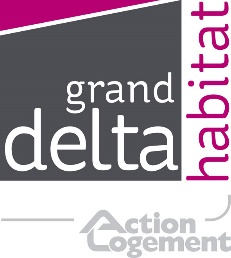 grand
delta
habitat
Action
Logement